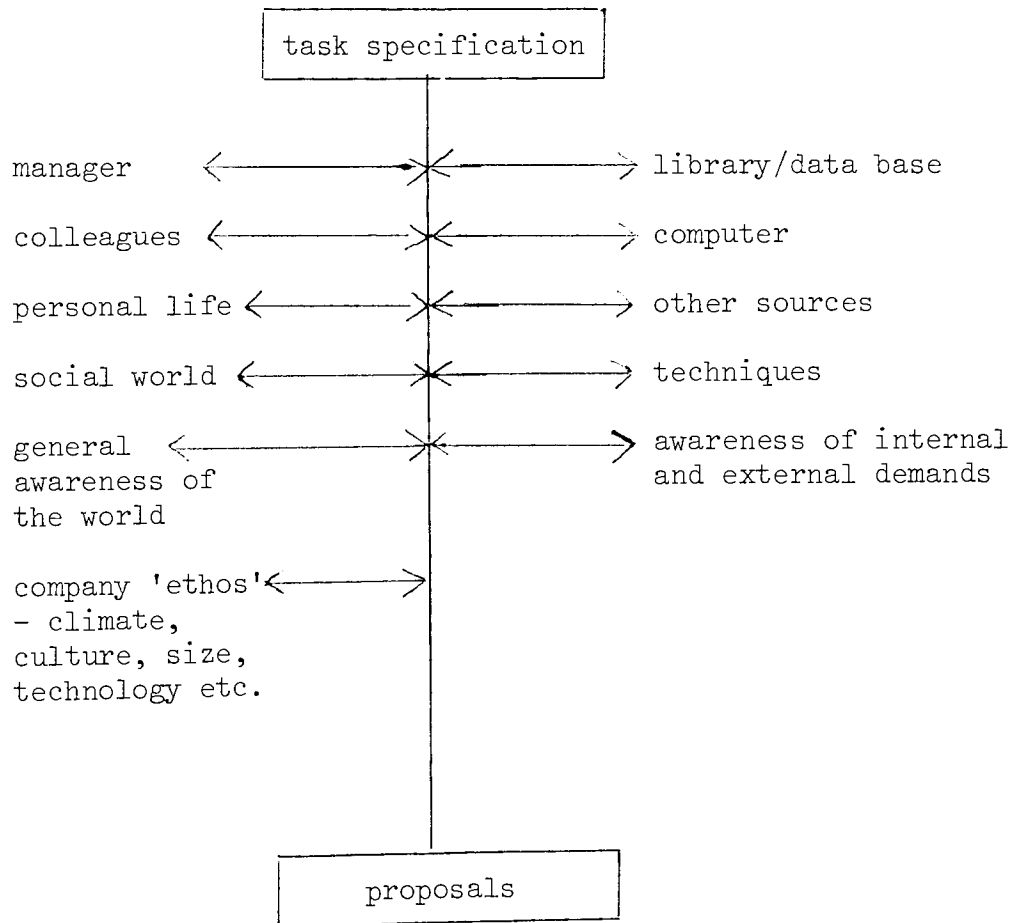 task specification
manager
library/data base
colleagues
computer
personal life
other sources
social world
techniques
general
awareness of
the world
awareness of internal
and external demands
company 'ethos'
- climate,
culture, size,
technology etc.
proposals